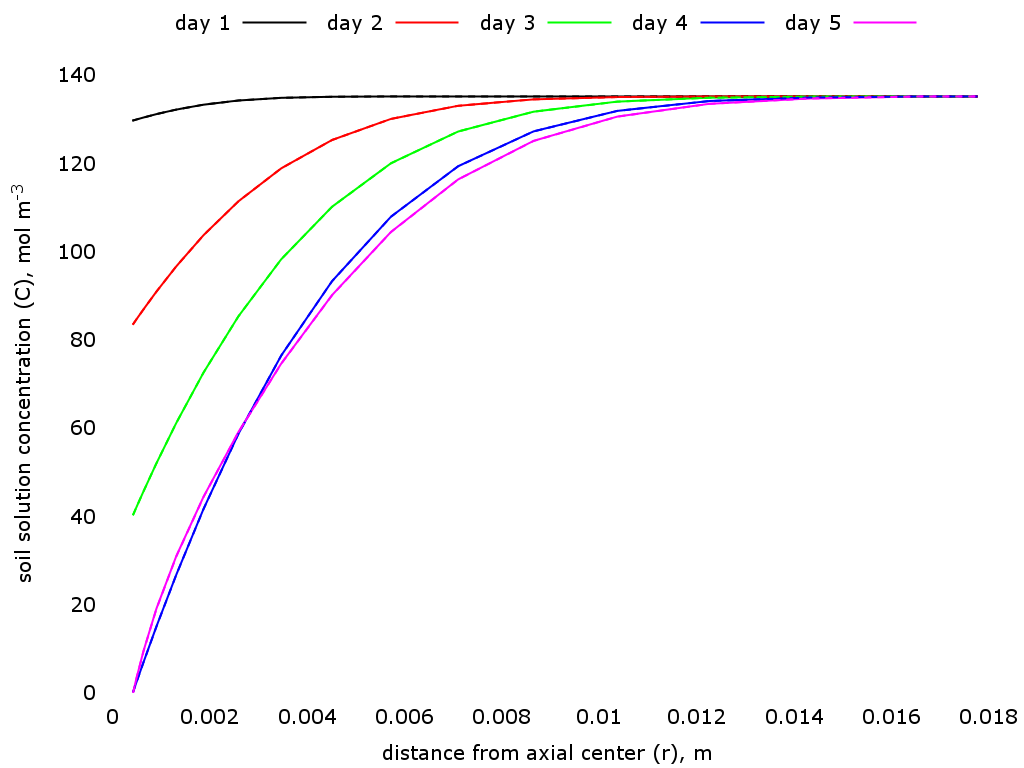 day 1 day 2 day 3 day 4 day 5
140
120
100
80
60
40
20
0
soil solution concentration (C), mol m⁻³
0 0.002 0.004 0.006 0.008 0.01 0.012 0.014 0.016 0.018
distance from axial center (r), m